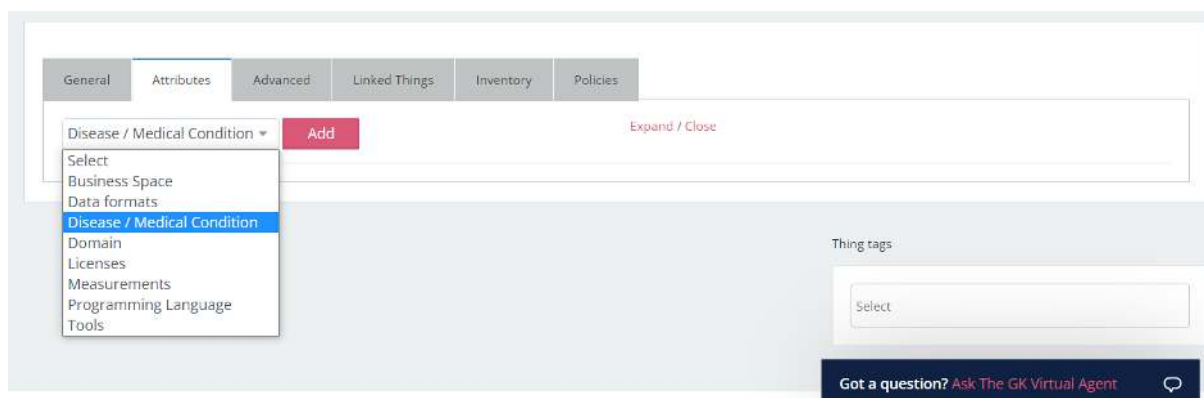 General Attributes Advanced Linked Things Inventory Policies
Disease / Medical Condition Add Expand / Close
Select
Business Space
Data formats
Disease / Medical Condition
Domain
Licenses
Measurements
Programming Language
Tools
Thing tags
Select
Got a question? Ask The GK Virtual Agent